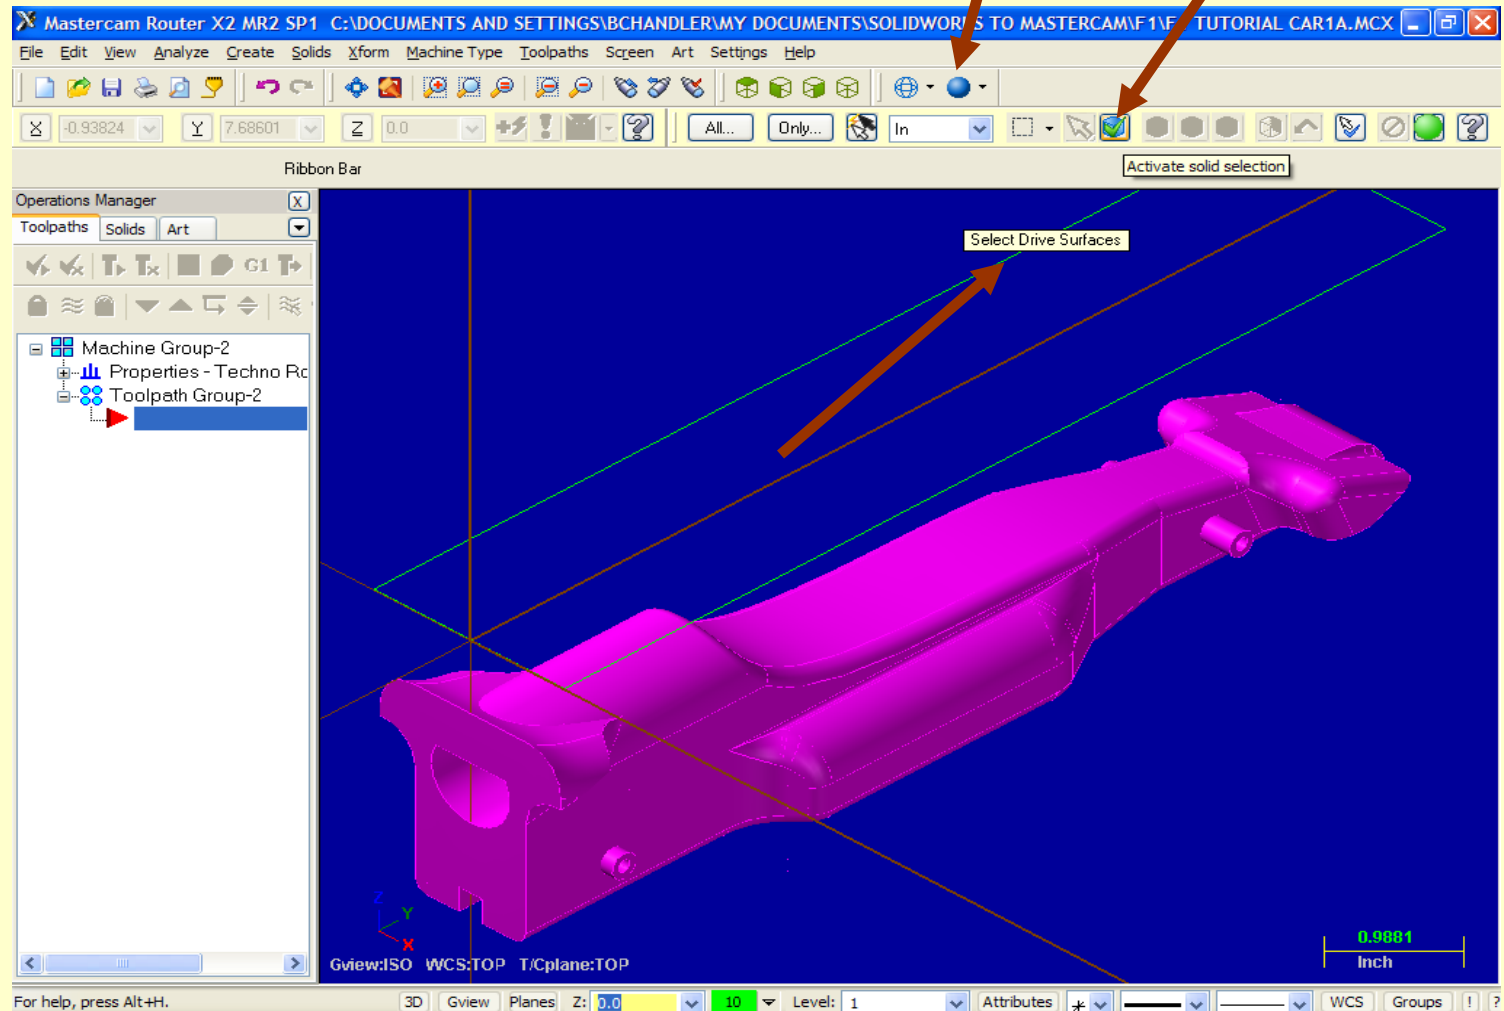 Mastercam Router X2 MR2 SP1 C:\DOCUMENTS AND SETTINGS\BCHANDLER\MY DOCUMENTS\SOLIDWORKS TO MASTERCAM\F1\F TUTORIAL CAR1A.MCX
File Edit View Analyze Create Solids Xform Machine Type Toolpaths Screen Art Settings Help
X -0.93824 Y 7.68601 Z 0.0 All... Only... In
Ribbon Bar
Activate solid selection
Operations Manager X
Toolpaths Solids Art
G1
Select Drive Surfaces
Machine Group-2
Properties - Techno Ro
Toolpath Group-2
Z
Y
X
0.9881
Inch
Gview:ISO WCS:TOP T/Cplane:TOP
For help, press Alt+H. 3D Gview Planes Z: 0.0 10 Level: 1 Attributes WCS Groups ! ?